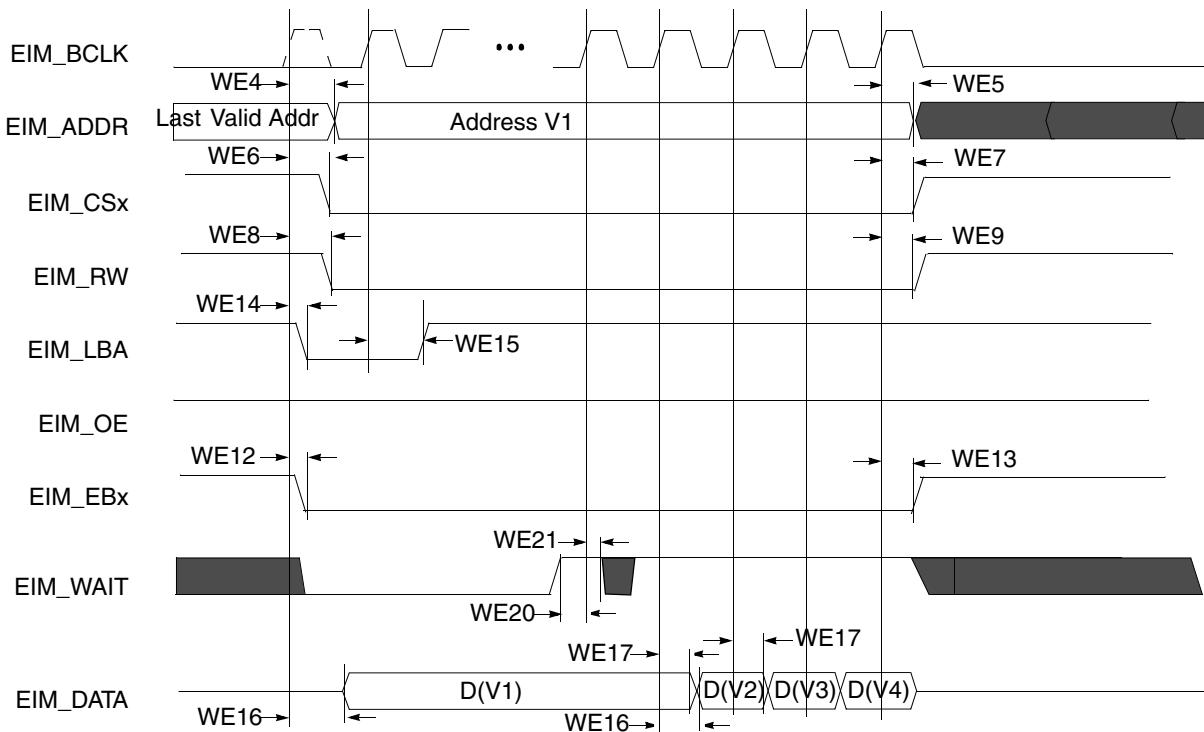 EIM_BCLK
...
WE4
WE5
EIM_ADDR
Last Valid Addr
Address V1
WE6
WE7
EIM_CSx
WE8
WE9
EIM_RW
WE14
EIM_LBA
WE15
EIM_OE
WE12
WE13
EIM_EBx
WE21
EIM_WAIT
WE20
WE17
WE17
EIM_DATA
D(V1)
D(V2)
D(V3)
D(V4)
WE16
WE16